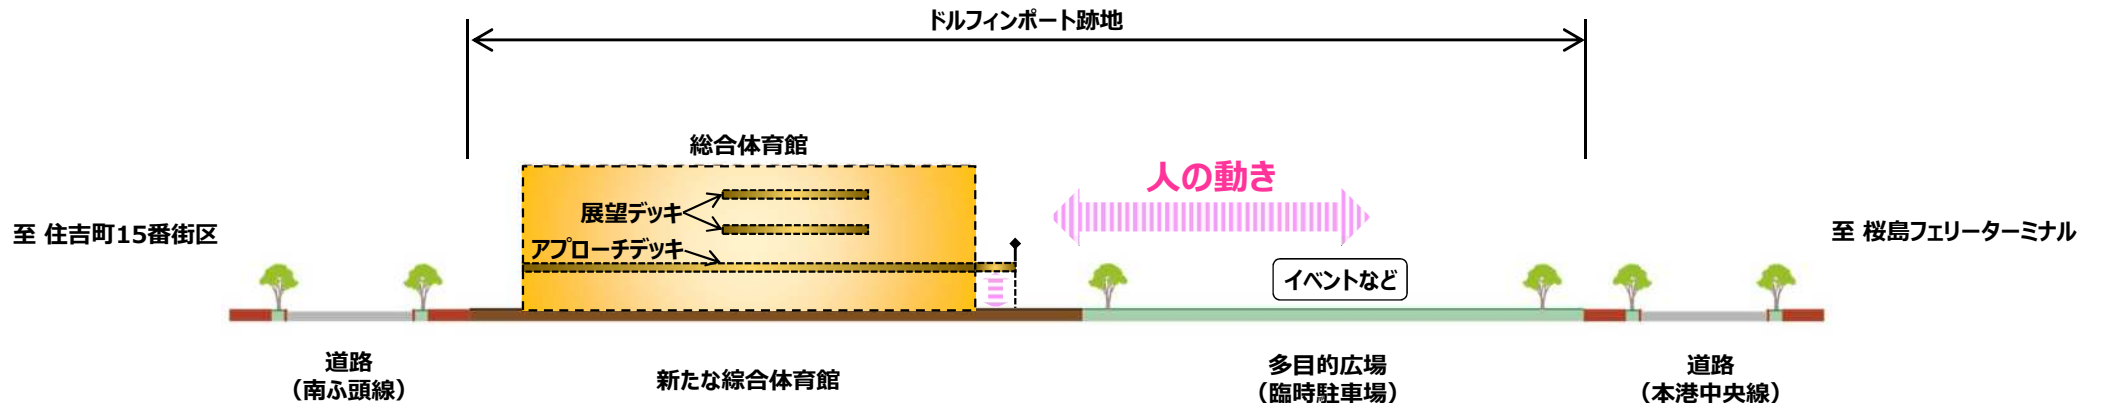 ドルフィンポート跡地
総合体育館
人の動き
展望デッキ
至 住吉町15番街区
至 桜島フェリーターミナル
アプローチデッキ
イベントなど
道路
（南ふ頭線）
新たな綜合体育館
多目的広場
（臨時駐車場）
道路
（本港中央線）